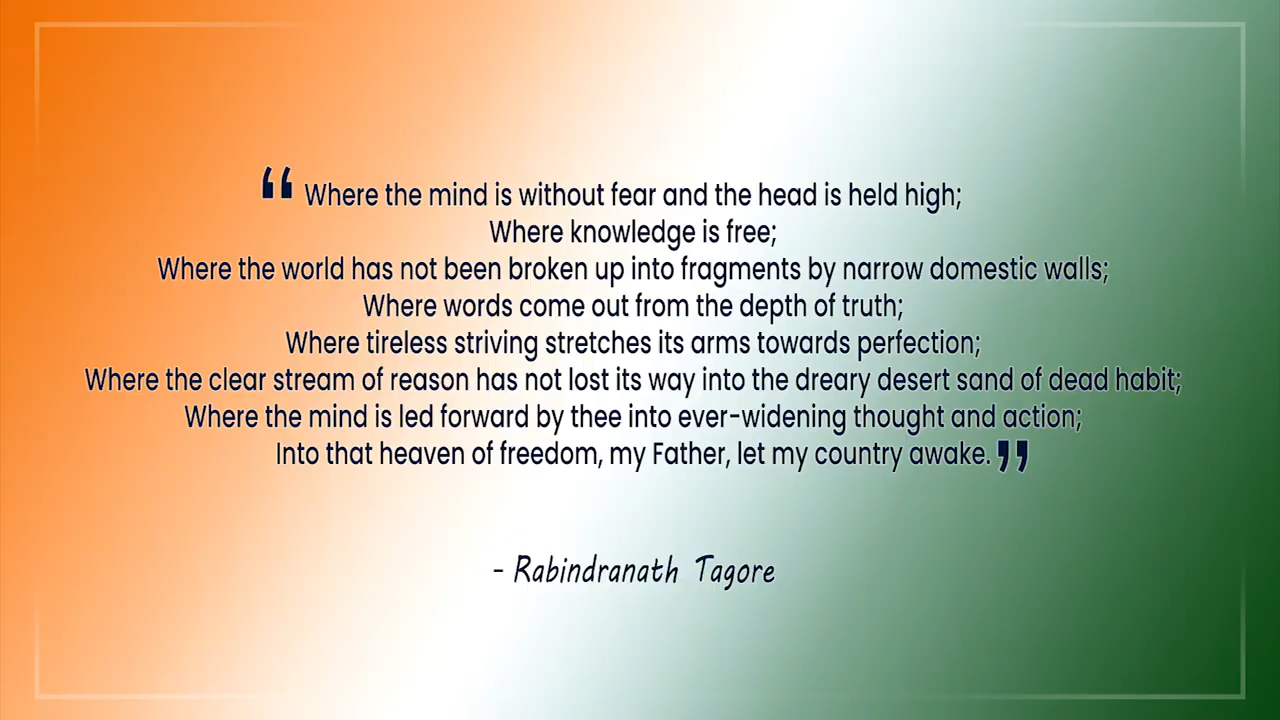 “ Where the mind is without fear and the head is held high;
Where knowledge is free;
Where the world has not been broken up into fragments by narrow domestic walls;
Where words come out from the depth of truth;
Where tireless striving stretches its arms towards perfection;
Where the clear stream of reason has not lost its way into the dreary desert sand of dead habit;
Where the mind is led forward by thee into ever-widening thought and action;
Into that heaven of freedom, my Father, let my country awake. ”
- Rabindranath Tagore